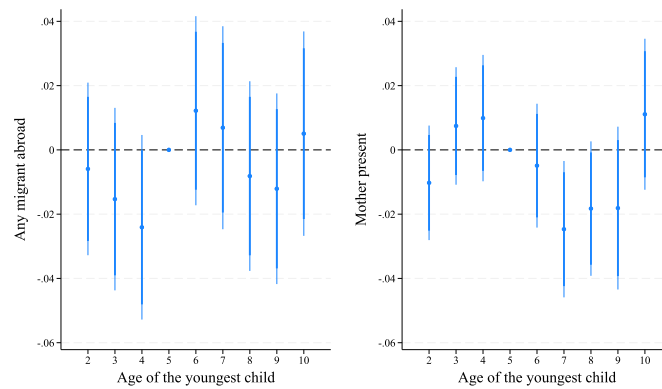 .04
.02
0
-.02
-.04
-.06
Any migrant abroad
2 3 4 5 6 7 8 9 10
Age of the youngest child
.04
.02
0
-.02
-.04
-.06
Mother present
2 3 4 5 6 7 8 9 10
Age of the youngest child